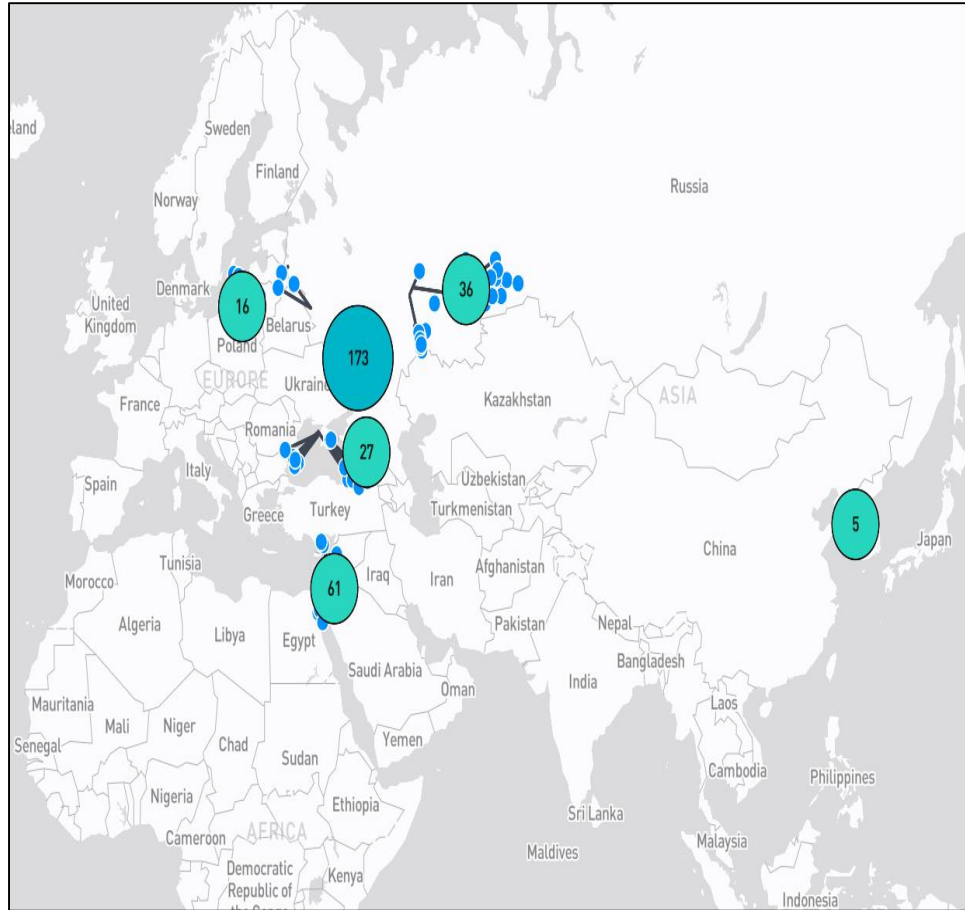 eland
Sweden
Finland
Norway
Russia
United
Kingdom
Denmark
16
Belarus
Poland
36
173
EUROPE
Ukraine
France
Kazakhstan
ASIA
Romania
27
Italy
Spain
Uzbekistan
Greece
Turkey
Turkmenistan
5
Japan
China
Tunisia
Morocco
61
Iraq
Iran
Afghanistan
Algeria
Libya
Egypt
Pakistan
Nepal
Bangladesh
Saudi Arabia
Oman
India
Mauritania
Mali
Niger
Laos
Senegal
Chad
Sudan
Yemen
Cambodia
Philippines
Nigeria
Ethiopia
Sri Lanka
Cameroon
AFRICA
Maldives
Malaysia
Democratic
Republic of
the Congo
Kenya
Indonesia